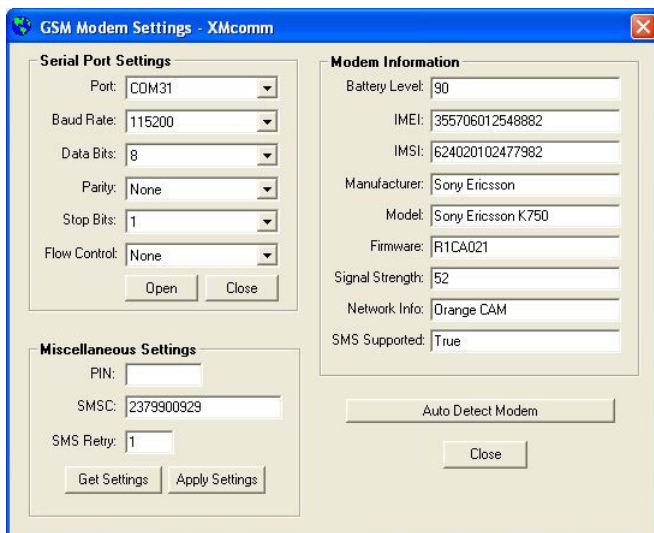 GSM Modem Settings - XMcomm
Serial Port Settings
Port: COM31
Baud Rate: 115200
Data Bits: 8
Parity: None
Stop Bits: 1
Flow Control: None
Open Close
Miscellaneous Settings
PIN:
SMSC: 2379900929
SMS Retry: 1
Get Settings Apply Settings
Modem Information
Battery Level: 90
IMEI: 355706012548882
IMSI: 624020102477982
Manufacturer: Sony Ericsson
Model: Sony Ericsson K750
Firmware: R1CA021
Signal Strength: 52
Network Info: Orange CAM
SMS Supported: True
Auto Detect Modem
Close